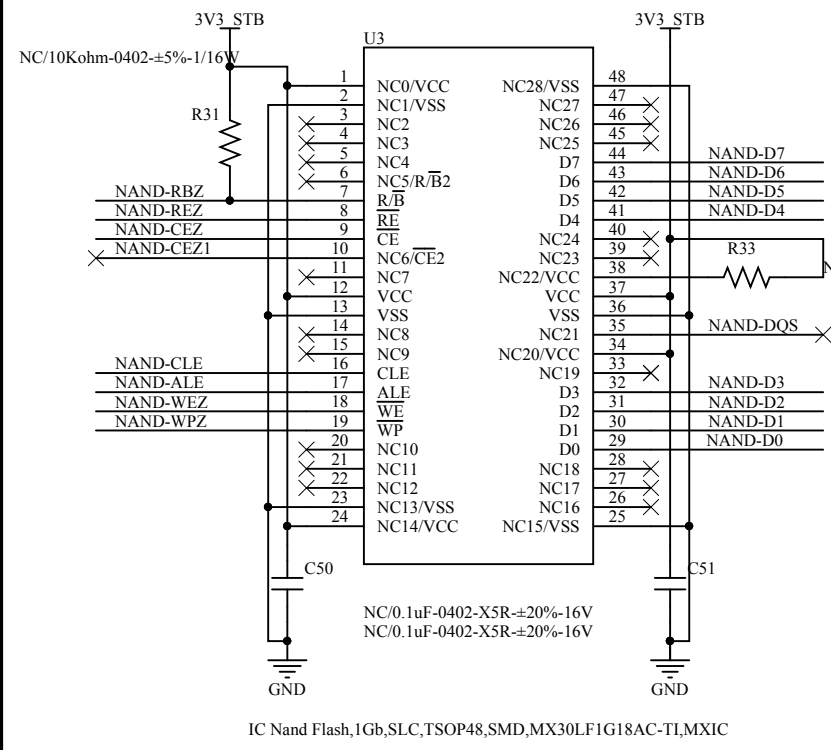 3V3_STB
3V3_STB
U3
NC/10Kohm-0402-±5%-1/16W
R31
1 NC0/VCC NC28/VSS 48
2 NC1/VSS NC27 47
3 NC2 NC26 46
4 NC3 NC25 45
5 NC4 D7 44 NAND-D7
6 NC5/R/B2 D6 43 NAND-D6
NAND-RBZ 7 R/B D5 42 NAND-D5
NAND-REZ 8 RE D4 41 NAND-D4
NAND-CEZ 9 CE NC24 40
NAND-CEZ1 10 NC6/CE2 NC23 39
R33
11 NC7 NC22/VCC 38
12 VCC VCC 37
13 VSS VSS 36
14 NC8 NC21 35 NAND-DQS
15 NC9 NC20/VCC 34
NAND-CLE 16 CLE NC19 33
NAND-ALE 17 ALE D3 32 NAND-D3
NAND-WEZ 18 WE D2 31 NAND-D2
NAND-WPZ 19 WP D1 30 NAND-D1
20 NC10 D0 29 NAND-D0
21 NC11 NC18 28
22 NC12 NC17 27
23 NC13/VSS NC16 26
24 NC14/VCC NC15/VSS 25
C50
C51
NC/0.1uF-0402-X5R-±20%-16V
NC/0.1uF-0402-X5R-±20%-16V
GND
GND
IC Nand Flash,1Gb,SLC,TSOP48,SMD,MX30LF1G18AC-TI,MXIC